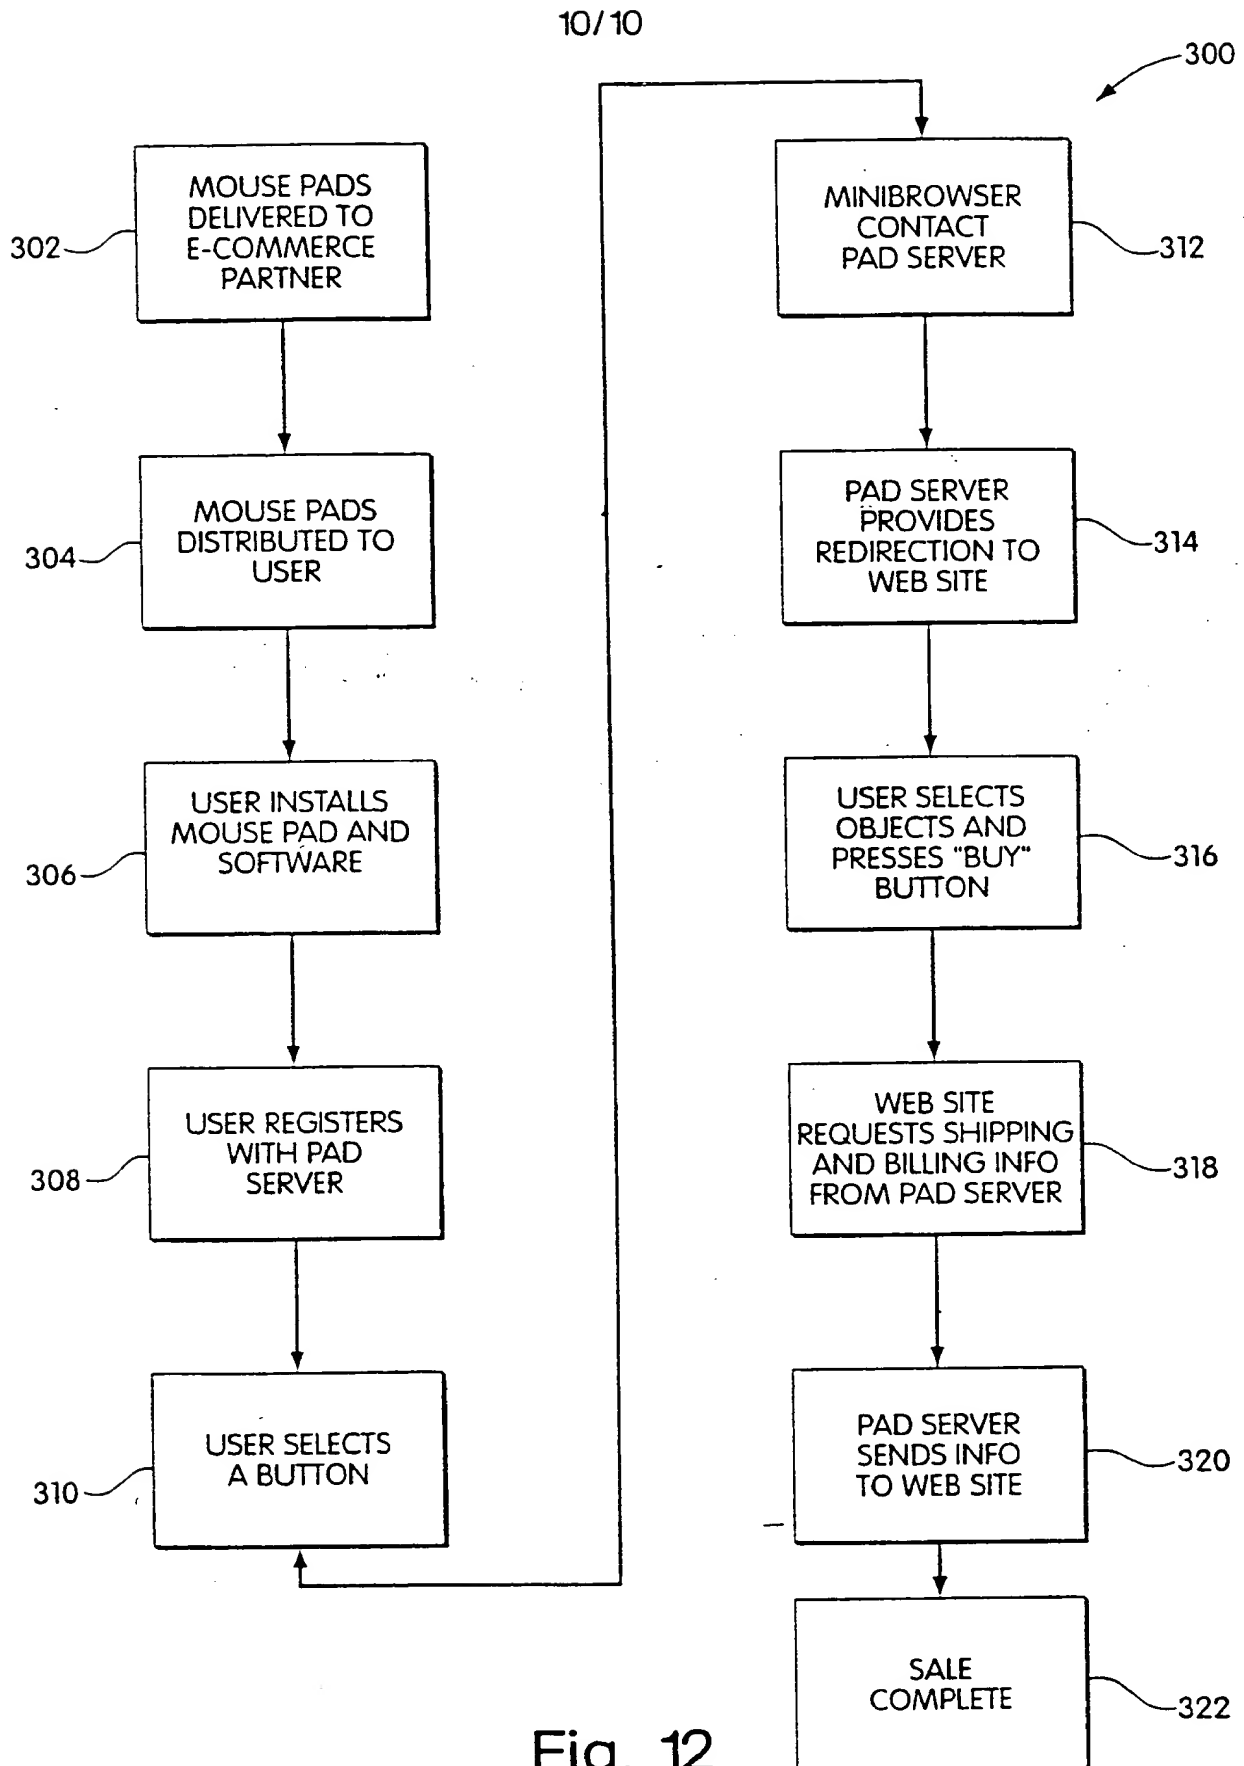 10/10
300
MOUSE PADS
DELIVERED TO
E-COMMERCE
PARTNER
302
MOUSE PADS
DISTRIBUTED TO
USER
304
USER INSTALLS
MOUSE PAD AND
SOFTWARE
306
USER REGISTERS
WITH PAD
SERVER
308
USER SELECTS
A BUTTON
310
MINIBROWSER
CONTACT
PAD SERVER
312
PAD SERVER
PROVIDES
REDIRECTION TO
WEB SITE
314
USER SELECTS
OBJECTS AND
PRESSES "BUY"
BUTTON
316
WEB SITE
REQUESTS SHIPPING
AND BILLING INFO
FROM PAD SERVER
318
PAD SERVER
SENDS INFO
TO WEB SITE
320
SALE
COMPLETE
322
Fig. 12